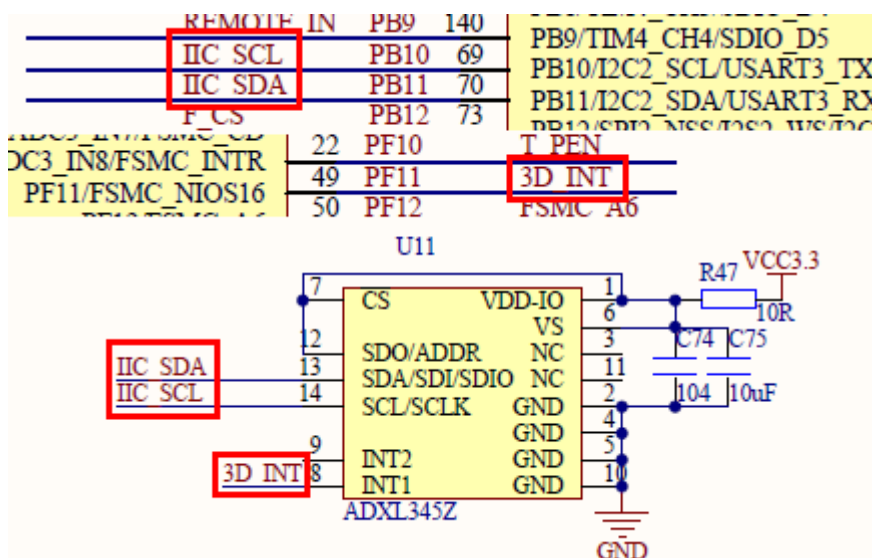 REMOTE_IN PB9 140
PB9/TIM4_CH4/SDIO_D5
IIC_SCL PB10 69
PB10/I2C2_SCL/USART3_TX
IIC_SDA PB11 70
PB11/I2C2_SDA/USART3_RX
F_CS PB12 73
22 PF10 T_PEN
DC3_IN8/FSMC_INTR
49 PF11 3D_INT
PF11/FSMC_NIOS16
50 PF12 FSMC_A6
U11
R47 VCC3.3
10R
7 CS VDD-IO 1
VS 6
12 SDO/ADDR NC 3
C74 C75
IIC_SDA 13 SDA/SDI/SDIO NC 11
IIC_SCL 14 SCL/SCLK GND 2
104 10uF
GND 4
9 INT2 GND 5
3D_INT 8 INT1 GND 10
ADXL345Z
GND